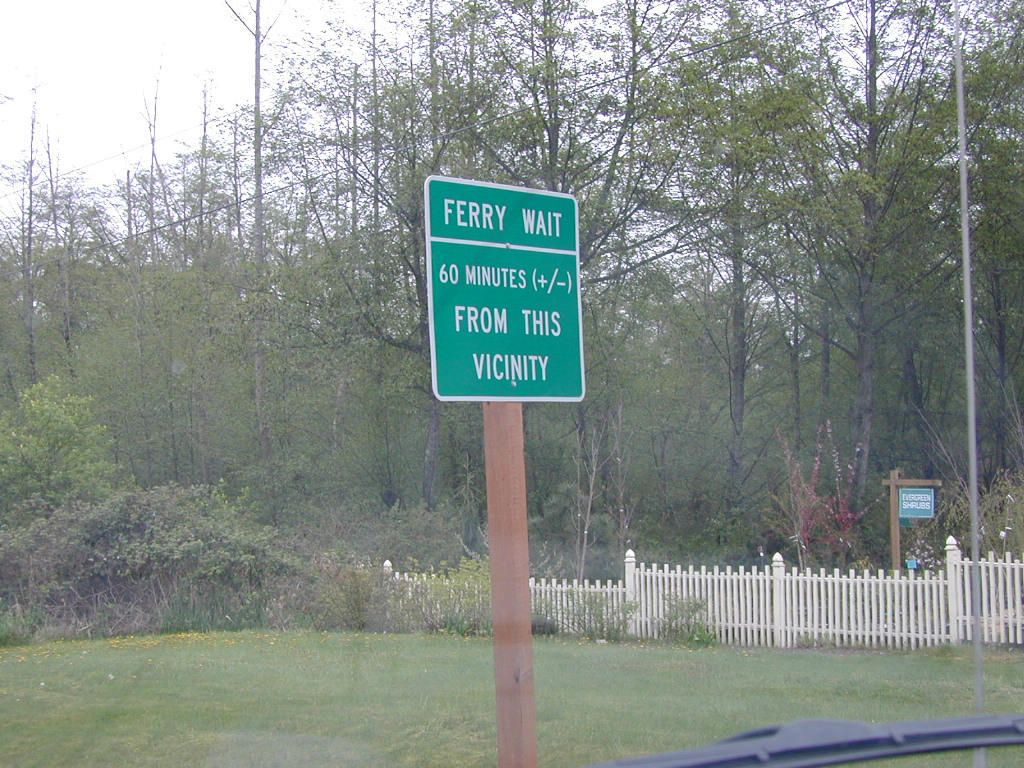 FERRY WAIT
60 MINUTES (+/-)
FROM THIS
VICINITY
EVERGREEN
SHRUBS